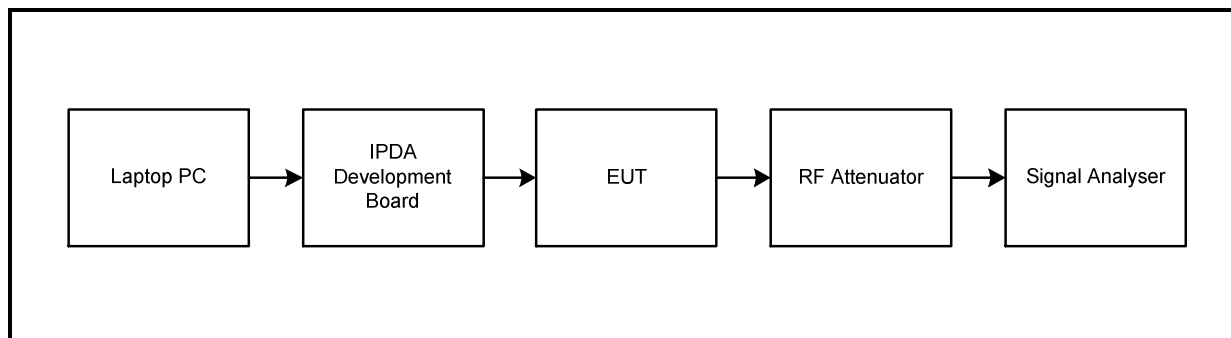 Laptop PC
IPDA
Development
Board
EUT
RF Attenuator
Signal Analyser